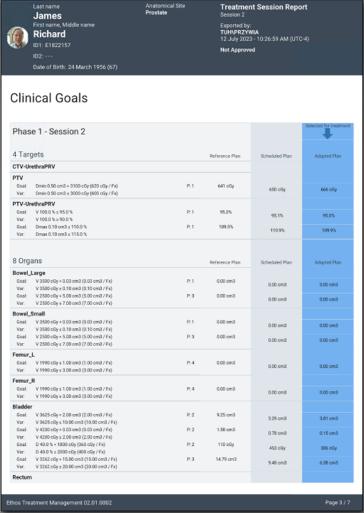 Last name
James
First name, Middle name
Richard
ID1: E1822157
ID2: ---
Date of Birth: 24 March 1956 (67)
Anatomical Site
Prostate
Treatment Session Report
Session 2
Exported by:
TUH\PRZYWIA
12 July 2023 - 10:26:59 AM (UTC-4)
Not Approved
Clinical Goals
Phase 1 - Session 2
Selected for treatment
4 Targets Reference Plan Scheduled Plan Adapted Plan
CTV-UrethraPRV
PTV
Goal: Dmin 0.50 cm3 ≥ 3100 cGy (620 cGy / Fx) P: 1 641 cGy 650 cGy 666 cGy
Var: Dmin 0.50 cm3 ≥ 3000 cGy (600 cGy / Fx)
PTV-UrethraPRV
Goal: V 100.0 % ≥ 95.0 % P: 1 95.0% 95.1% 95.0%
Var: V 100.0 % ≥ 90.0 %
Goal: Dmax 0.10 cm3 ≤ 110.0 % P: 1 109.5% 110.9% 109.9%
Var: Dmax 0.10 cm3 ≤ 115.0 %
8 Organs Reference Plan Scheduled Plan Adapted Plan
Bowel_Large
Goal: V 3500 cGy < 0.03 cm3 (0.03 cm3 / Fx) P: 1 0.00 cm3 0.00 cm3 0.00 cm3
Var: V 3500 cGy ≤ 0.10 cm3 (0.10 cm3 / Fx)
Goal: V 2500 cGy < 5.00 cm3 (5.00 cm3 / Fx) P: 3 0.00 cm3 0.00 cm3 0.00 cm3
Var: V 2500 cGy ≤ 7.00 cm3 (7.00 cm3 / Fx)
Bowel_Small
Goal: V 3500 cGy < 0.03 cm3 (0.03 cm3 / Fx) P: 1 0.00 cm3 0.00 cm3 0.00 cm3
Var: V 3500 cGy ≤ 0.10 cm3 (0.10 cm3 / Fx)
Goal: V 2500 cGy < 5.00 cm3 (5.00 cm3 / Fx) P: 3 0.00 cm3 0.00 cm3 0.00 cm3
Var: V 2500 cGy ≤ 7.00 cm3 (7.00 cm3 / Fx)
Femur_L
Goal: V 1990 cGy ≤ 1.00 cm3 (1.00 cm3 / Fx) P: 4 0.00 cm3 0.00 cm3 0.00 cm3
Var: V 1990 cGy ≤ 3.00 cm3 (3.00 cm3 / Fx)
Femur_R
Goal: V 1990 cGy ≤ 1.00 cm3 (1.00 cm3 / Fx) P: 4 0.00 cm3 0.00 cm3 0.00 cm3
Var: V 1990 cGy ≤ 3.00 cm3 (3.00 cm3 / Fx)
Bladder
Goal: V 3625 cGy < 2.00 cm3 (2.00 cm3 / Fx) P: 2 9.25 cm3 3.29 cm3 3.81 cm3
Var: V 3625 cGy ≤ 10.00 cm3 (10.00 cm3 / Fx)
Goal: V 4200 cGy < 0.03 cm3 (0.03 cm3 / Fx) P: 2 1.58 cm3 0.78 cm3 0.15 cm3
Var: V 4200 cGy ≤ 2.00 cm3 (2.00 cm3 / Fx)
Goal: D 40.0 % < 1800 cGy (360 cGy / Fx) P: 2 110 cGy 453 cGy
Var: D 40.0 % ≤ 2000 cGy (400 cGy / Fx)
Goal: V 3262 cGy < 15.00 cm3 (15.00 cm3 / Fx) P: 3 14.79 cm3 9.48 cm3 6.28 cm3
Var: V 3262 cGy ≤ 20.00 cm3 (20.00 cm3 / Fx)
Rectum
Ethos Treatment Management 02.01.0002 Page 3 / 7